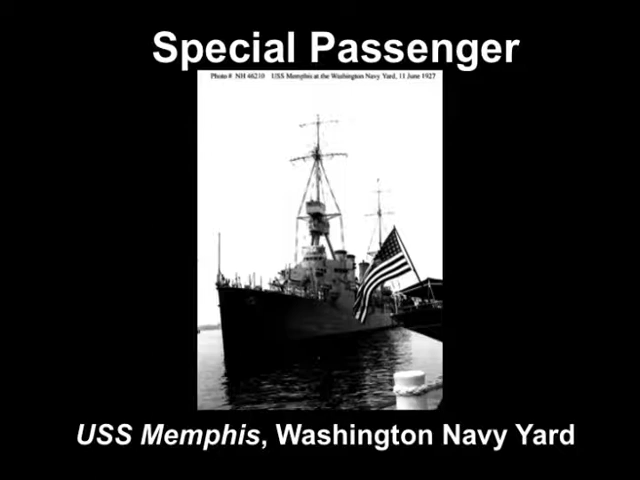 Special Passenger
Photo # NH 46210 USS Memphis at the Washington Navy Yard, 11 June 1927
USS Memphis, Washington Navy Yard